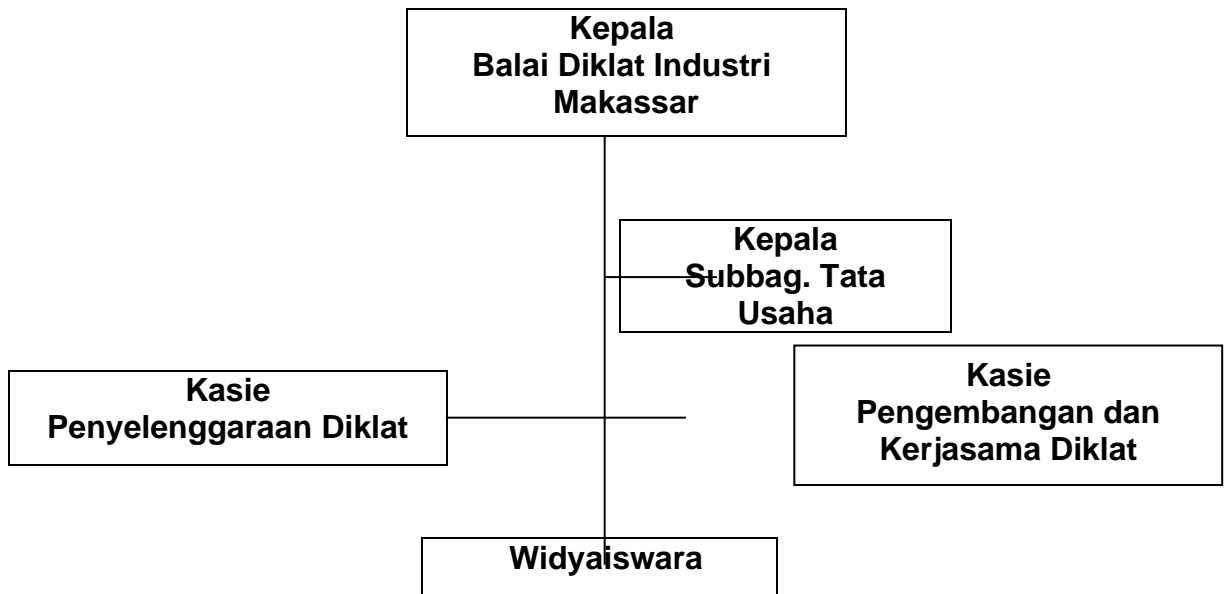 Kepala
Balai Diklat Industri
Makassar
Kepala
Subbag. Tata
Usaha
Kasie
Penyelenggaraan Diklat
Kasie
Pengembangan dan
Kerjasama Diklat
Widyaiswara